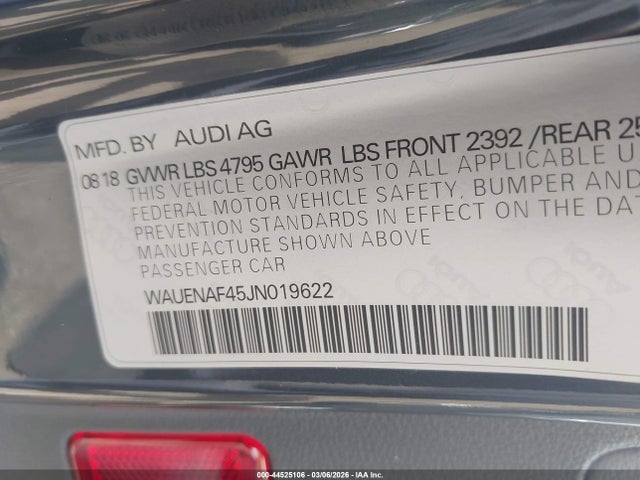 MFD. BY AUDI AG
08 18 GVWR LBS 4795 GAWR LBS FRONT 2392 /REAR 25
THIS VEHICLE CONFORMS TO ALL APPLICABLE U
FEDERAL MOTOR VEHICLE SAFETY, BUMPER AND
PREVENTION STANDARDS IN EFFECT ON THE DAT
MANUFACTURE SHOWN ABOVE
PASSENGER CAR
WAUENAF45JN019622
000-44525106 - 03/06/2026 - IAA Inc.